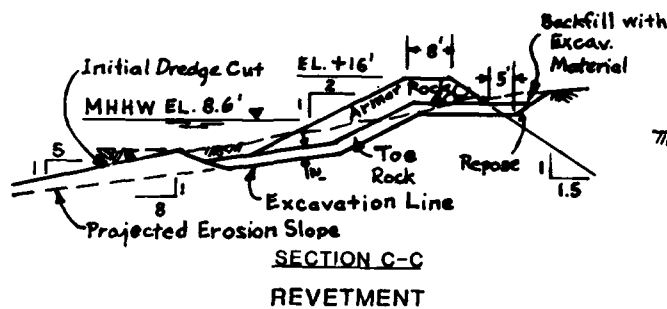 Backfill with
Excav.
Material
8'
5'
Initial Dredge Cut
EL. +16'
2
1
MHHW EL. 8.6'
Armor Rock
5
1
Toe
Rock
Repose
1
1.5
8
1
Excavation Line
Projected Erosion Slope
SECTION C-C
REVETMENT